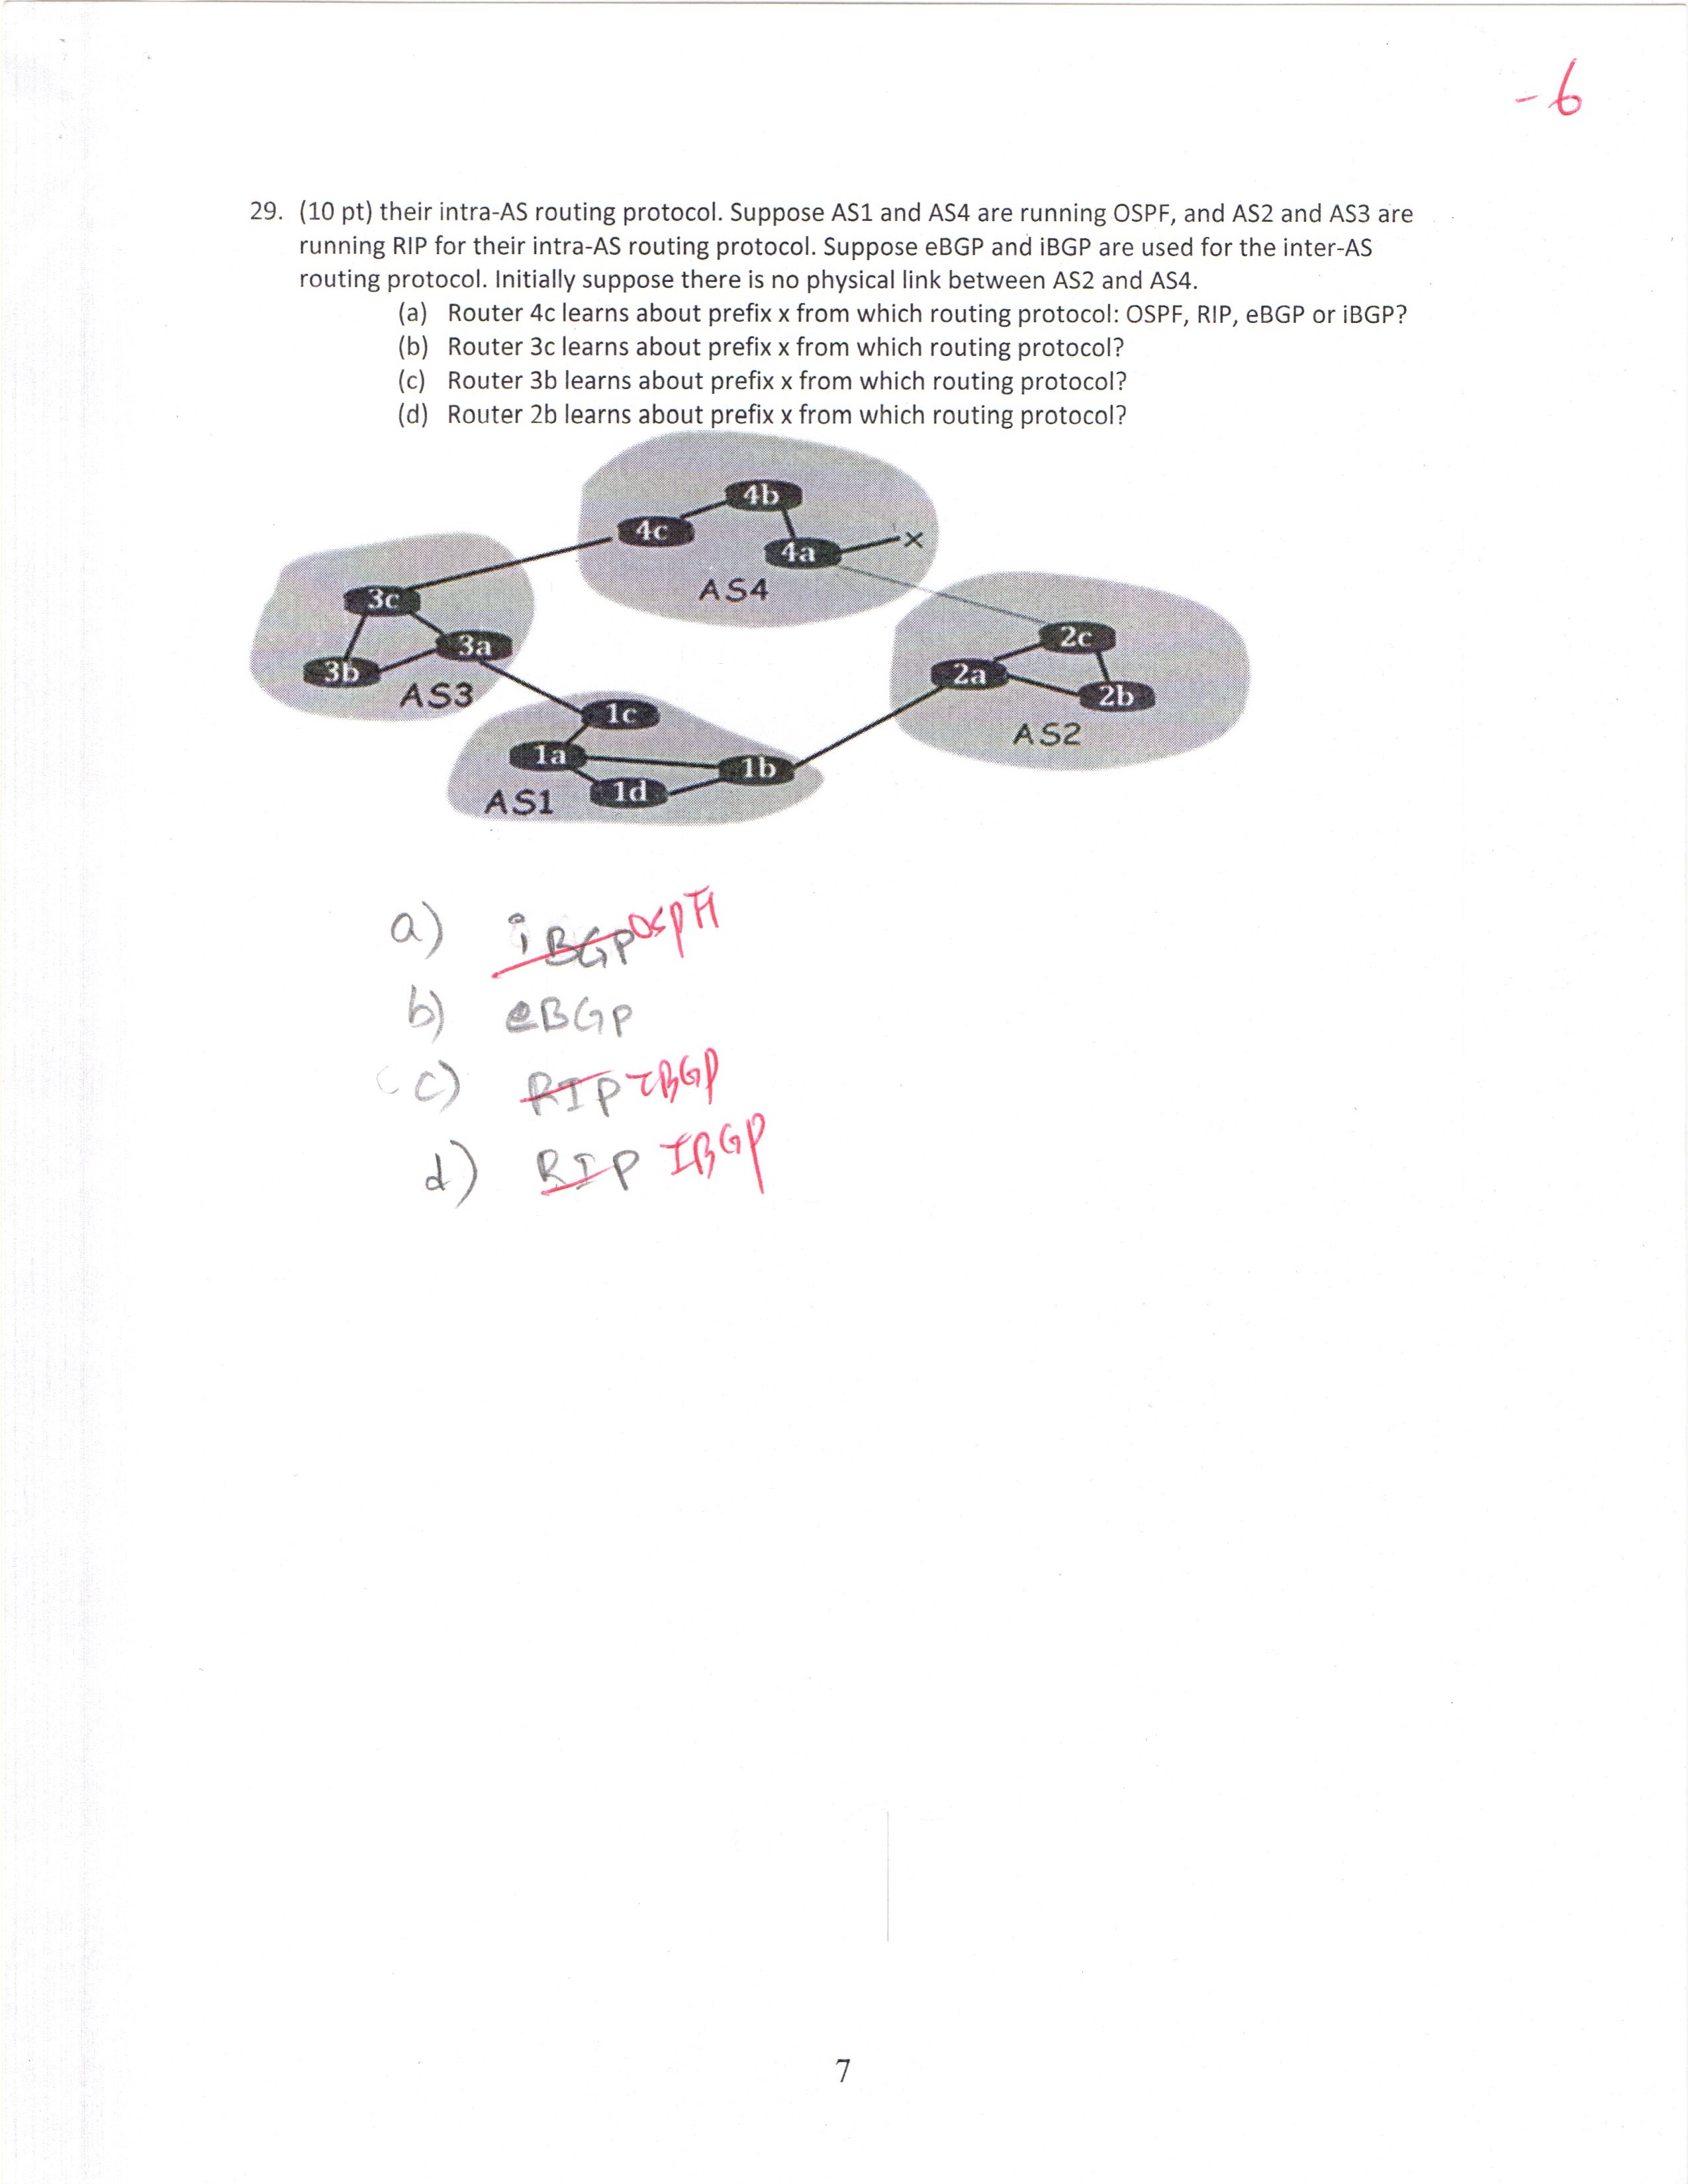 -6
29. (10 pt) their intra-AS routing protocol. Suppose AS1 and AS4 are running OSPF, and AS2 and AS3 are
running RIP for their intra-AS routing protocol. Suppose eBGP and iBGP are used for the inter-AS
routing protocol. Initially suppose there is no physical link between AS2 and AS4.
(a) Router 4c learns about prefix x from which routing protocol: OSPF, RIP, eBGP or iBGP?
(b) Router 3c learns about prefix x from which routing protocol?
(c) Router 3b learns about prefix x from which routing protocol?
(d) Router 2b learns about prefix x from which routing protocol?
4b
4c
4a
x
AS4
3c
3a
3b
AS3
2c
2a
2b
AS2
1c
1a
1b
1d
AS1
a) iBGP OSPF
b) eBGP
c) RIP IBGP
d) RIP IBGP
7